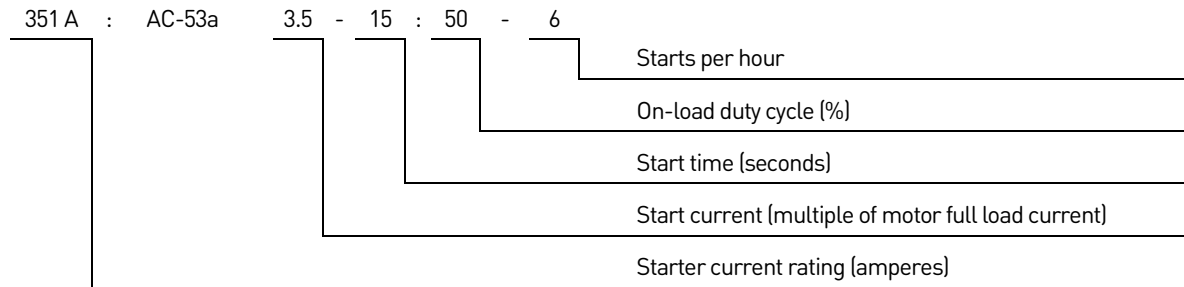 351 A : AC-53a 3.5 - 15 : 50 - 6
Starts per hour
On-load duty cycle (%)
Start time (seconds)
Start current (multiple of motor full load current)
Starter current rating (amperes)